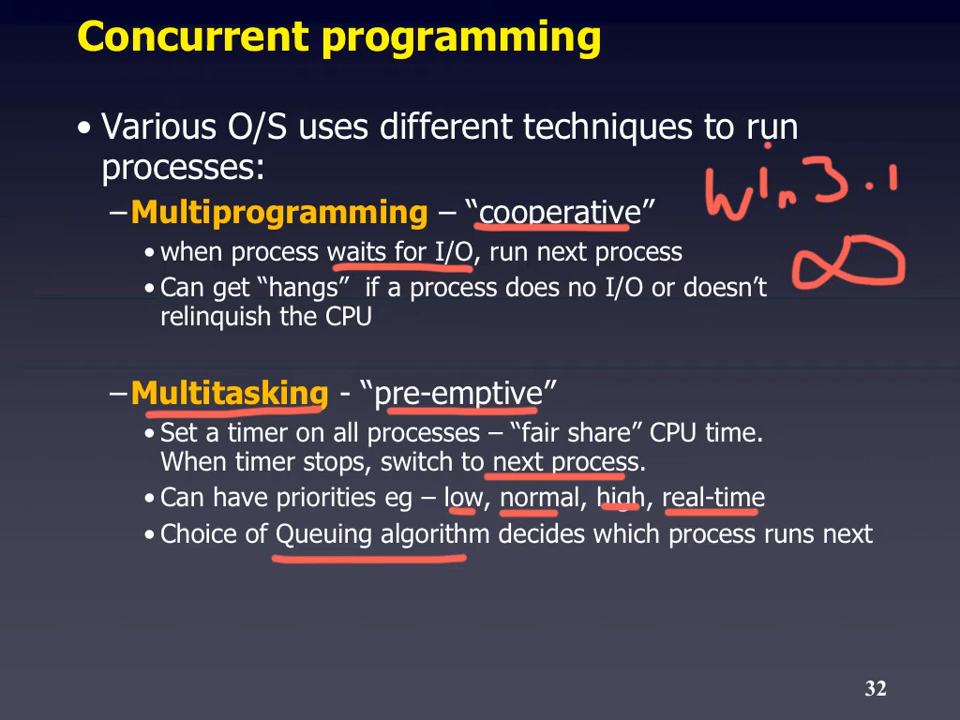 Concurrent programming
• Various O/S uses different techniques to run
processes:
–Multiprogramming – “cooperative”
win3.1
• when process waits for I/O, run next process
• Can get “hangs” if a process does no I/O or doesn’t
relinquish the CPU
∞
–Multitasking - “pre-emptive”
• Set a timer on all processes – “fair share” CPU time.
When timer stops, switch to next process.
• Can have priorities eg – low, normal, high, real-time
• Choice of Queuing algorithm decides which process runs next
32